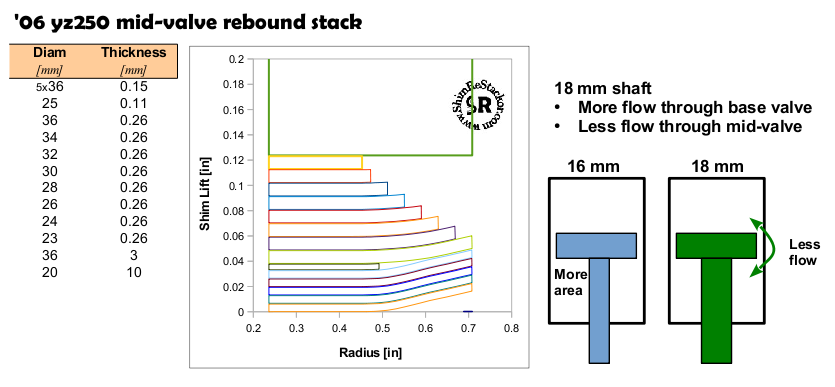 '06 yz250 mid-valve rebound stack
Diam Thickness
[mm] [mm]
5x36 0.15
25 0.11
36 0.26
34 0.26
32 0.26
30 0.26
28 0.26
26 0.26
24 0.26
23 0.26
36 3
20 10
0.2
0.18
0.16
0.14
0.12
0.1
0.08
0.06
0.04
0.02
0
Shim Lift [in]
0.2 0.3 0.4 0.5 0.6 0.7 0.8
Radius [in]
www.ShimReStackor.com
SR
18 mm shaft
• More flow through base valve
• Less flow through mid-valve
16 mm 18 mm
More
area
Less
flow